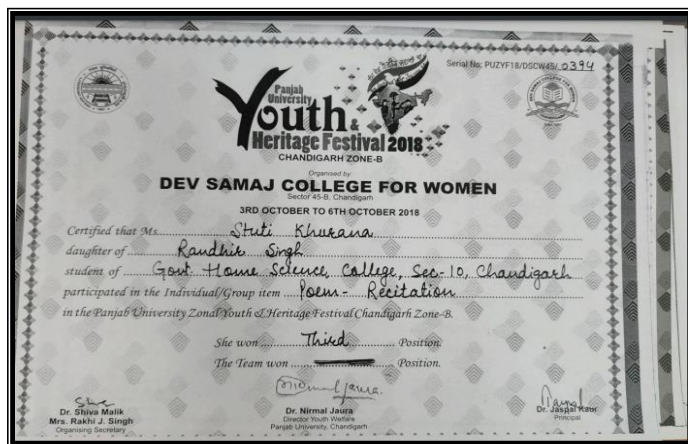 Serial No: PUZYF18/DSCW45/.0394
Panjab
University
Youth &
Heritage Festival 2018
CHANDIGARH ZONE-B
Organised by
DEV SAMAJ COLLEGE FOR WOMEN
Sector 45-B, Chandigarh
3RD OCTOBER TO 6TH OCTOBER 2018
Certified that Ms. Stuti Khurana
daughter of Randhir Singh
student of Govt. Home Science College, Sec-10, Chandigarh
participated in the Individual/Group item Poem-Recitation
in the Panjab University Zonal Youth & Heritage Festival Chandigarh Zone-B.
She won Third Position.
The Team won Position.
Dr. Shiva Malik
Mrs. Rakhi J. Singh
Organising Secretary
Nirmal Jaura.
Dr. Nirmal Jaura
Director Youth Welfare
Panjab University, Chandigarh
Dr. Jaspal Kaur
Principal